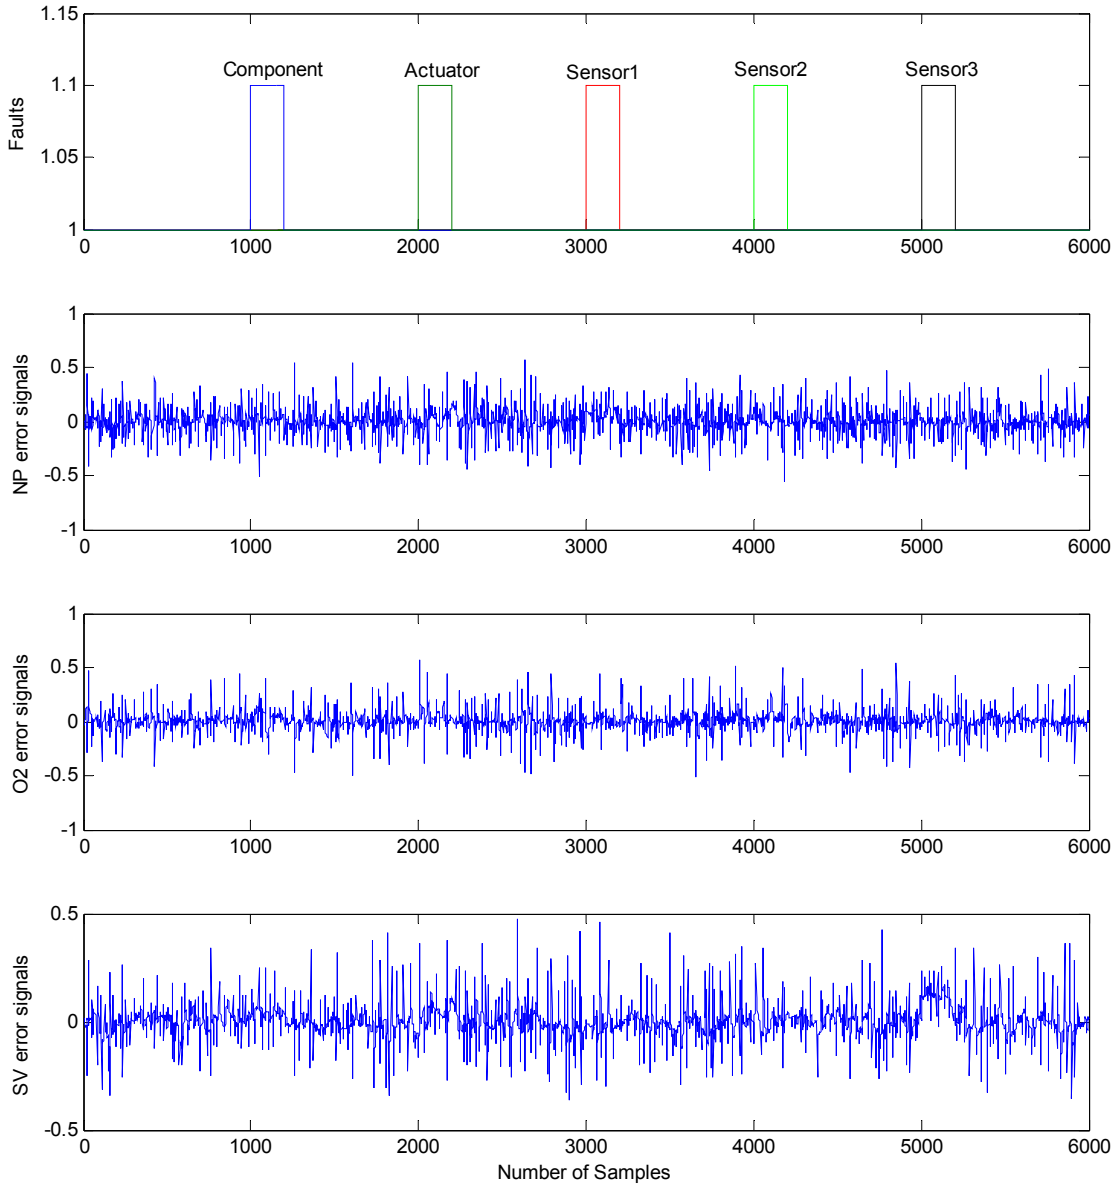 1.15
Component Actuator Sensor1 Sensor2 Sensor3
1.1
Faults
1.05
1
0 1000 2000 3000 4000 5000 6000
1
0.5
NP error signals
0
-0.5
-1
0 1000 2000 3000 4000 5000 6000
1
0.5
O2 error signals
0
-0.5
-1
0 1000 2000 3000 4000 5000 6000
0.5
SV error signals
0
-0.5
0 1000 2000 3000 4000 5000 6000
Number of Samples